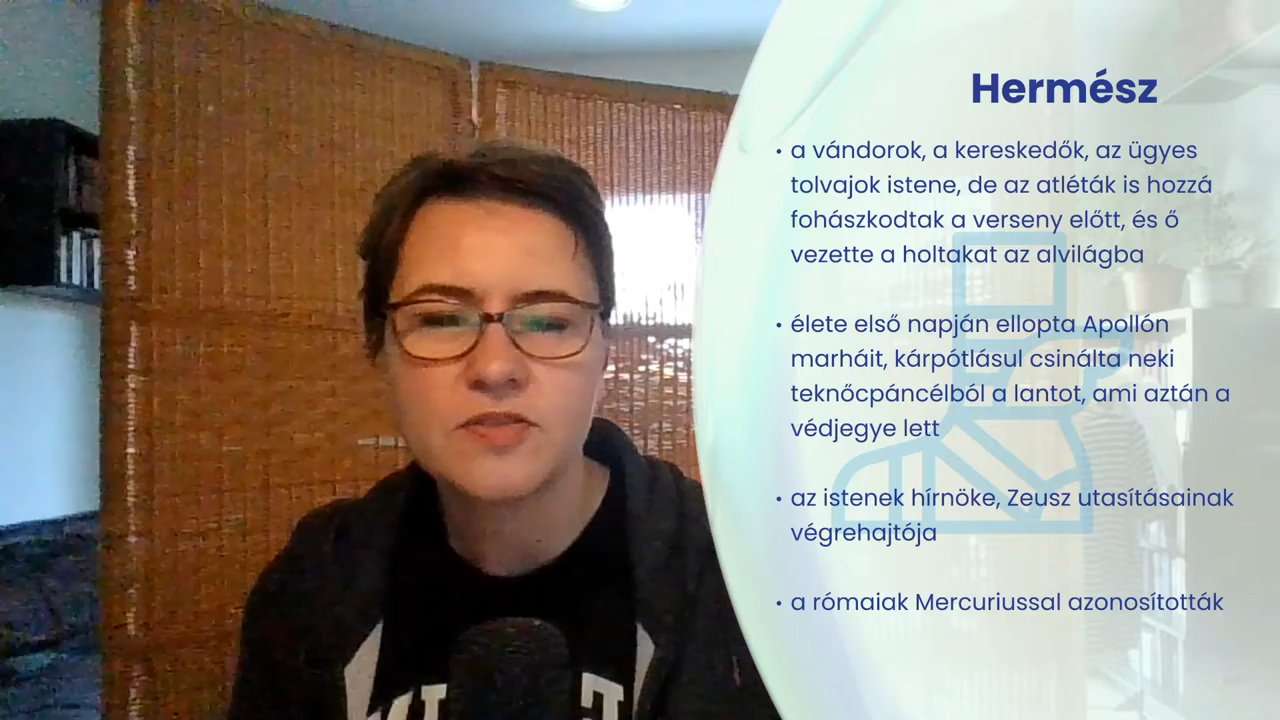 Hermész
• a vándorok, a kereskedők, az ügyes
tolvajok istene, de az atléták is hozzá
fohászkodtak a verseny előtt, és ő
vezette a holtakat az alvilágba
• élete első napján ellopta Apollón
marháit, kárpótlásul csinálta neki
teknőcpáncélból a lantot, ami aztán a
védjegye lett
• az istenek hírnöke, Zeusz utasításainak
végrehajtója
• a rómaiak Mercuriussal azonosították